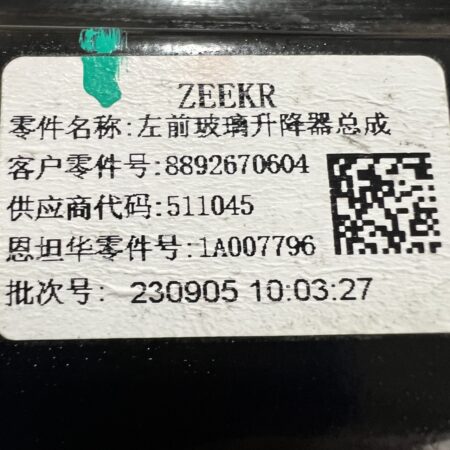 ZEEKR
零件名称:左前玻璃升降器总成
客户零件号:8892670604
供应商代码:511045
恩坦华零件号:1A007796
批次号: 230905 10:03:27